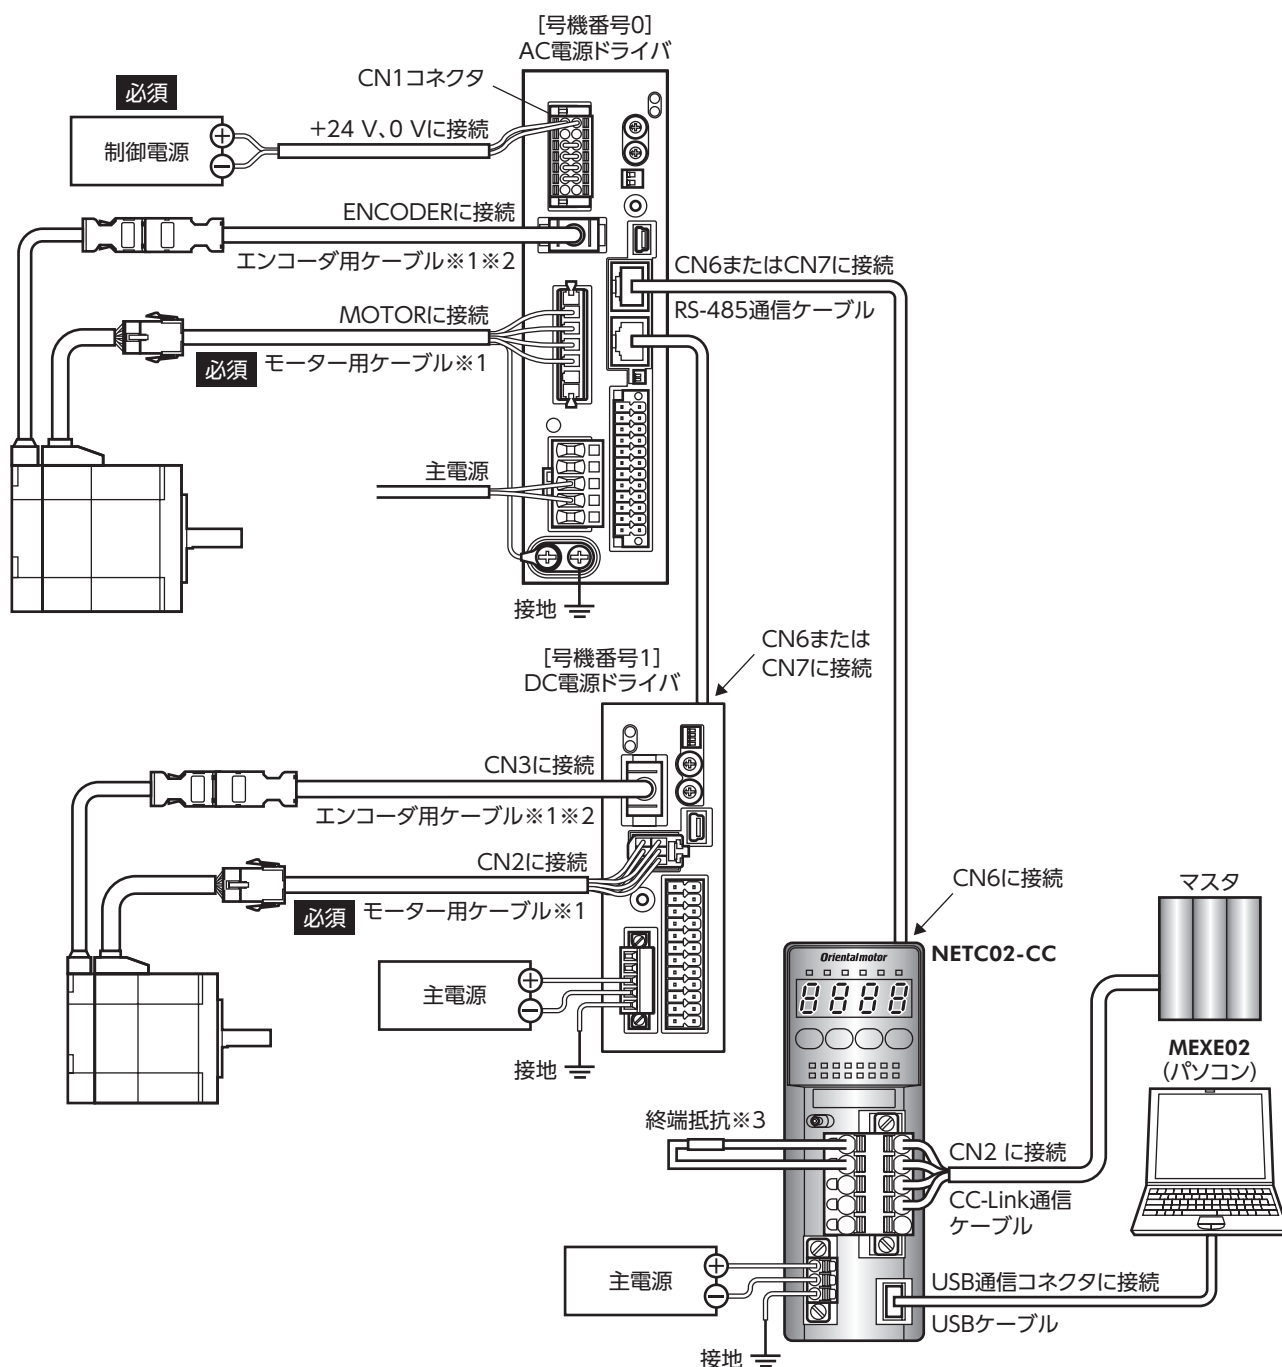 [号機番号0]
AC電源ドライバ
CN1コネクタ
必須
制御電源
+24 V、0 Vに接続
ENCODERに接続
エンコーダ用ケーブル※1※2
CN6またはCN7に接続
RS-485通信ケーブル
MOTORに接続
必須 モーター用ケーブル※1
主電源
接地
[号機番号1]
DC電源ドライバ
CN6または
CN7に接続
CN3に接続
エンコーダ用ケーブル※1※2
CN2に接続
必須 モーター用ケーブル※1
主電源
接地
CN6に接続
マスタ
NETC02-CC
Orientalmotor
8888
MEXE02
(パソコン)
終端抵抗※3
CN2 に接続
CC-Link通信
ケーブル
主電源
USB通信コネクタに接続
USBケーブル
接地